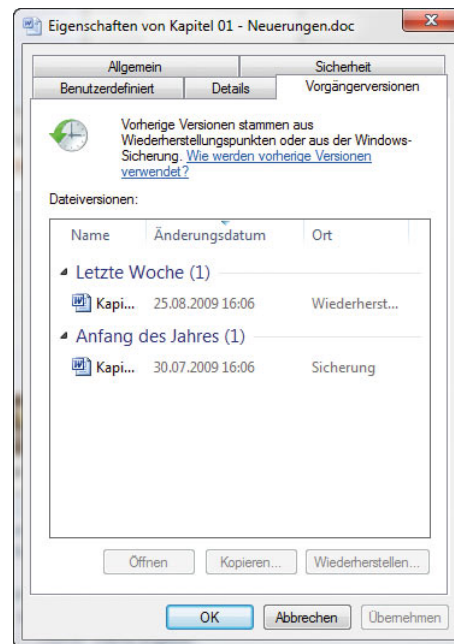 Eigenschaften von Kapitel 01 - Neuerungen.doc
Allgemein
Sicherheit
Benutzerdefiniert
Details
Vorgängerversionen
Vorherige Versionen stammen aus
Wiederherstellungspunkten oder aus der Windows-
Sicherung. Wie werden vorherige Versionen
verwendet?
Dateiversionen:
Name Änderungsdatum Ort
Letzte Woche (1)
Kapi... 25.08.2009 16:06 Wiederherst...
Anfang des Jahres (1)
Kapi... 30.07.2009 16:06 Sicherung
Öffnen Kopieren... Wiederherstellen...
OK Abbrechen Übernehmen